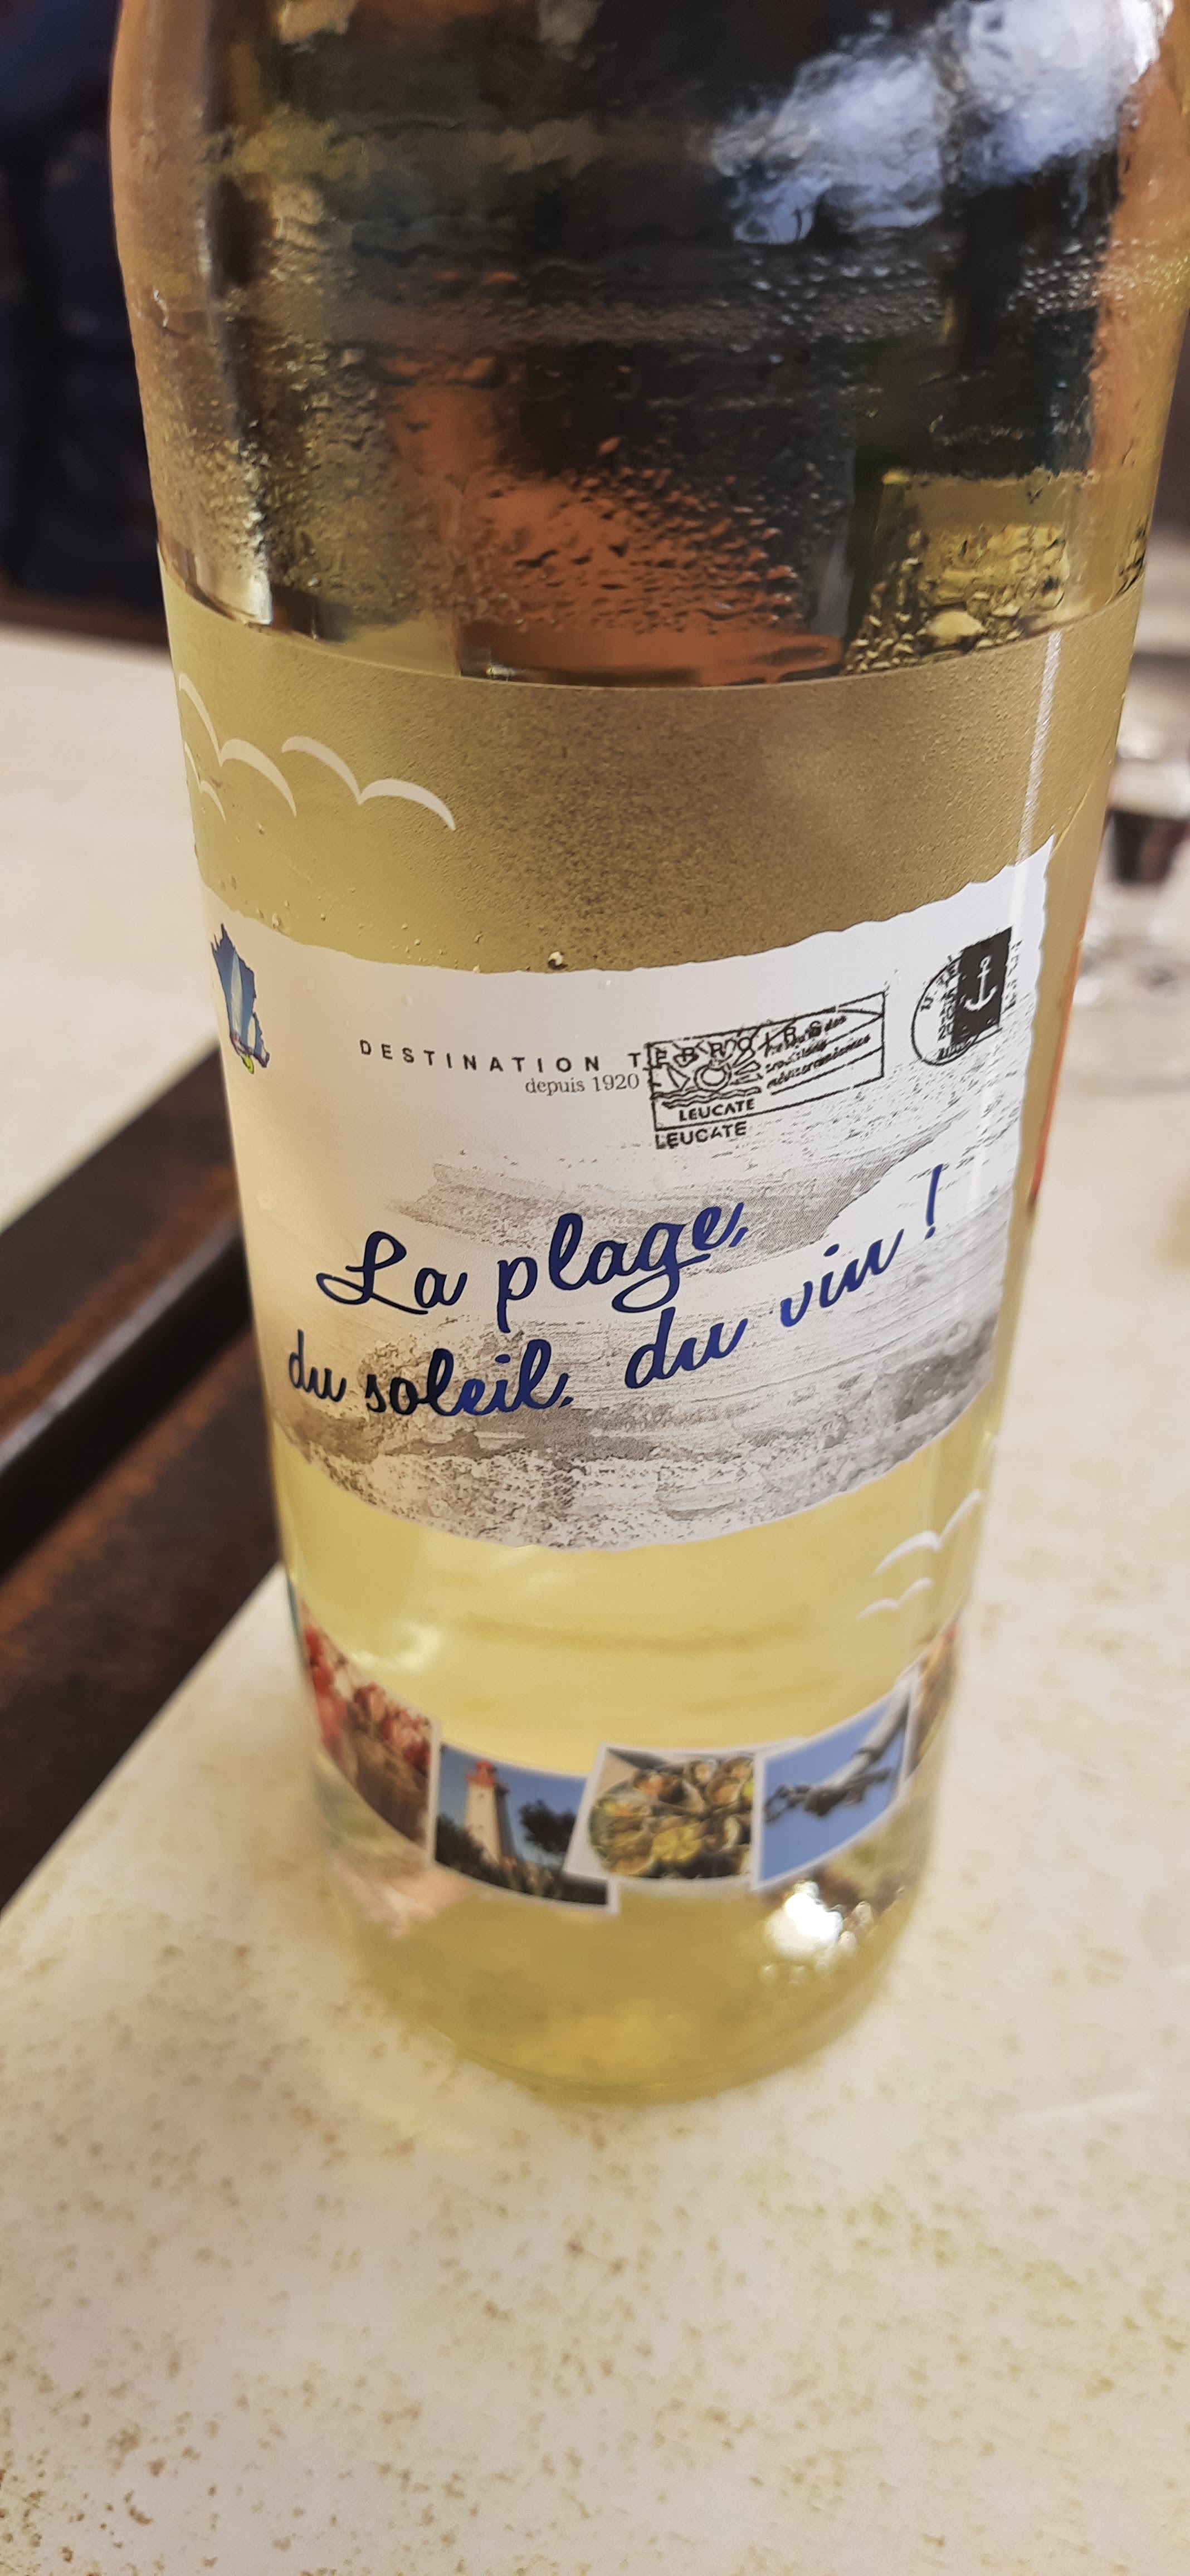 DESTINATION TERROIRS
depuis 1920
LEUCATE
LEUCATE
La plage,
du soleil, du vin !